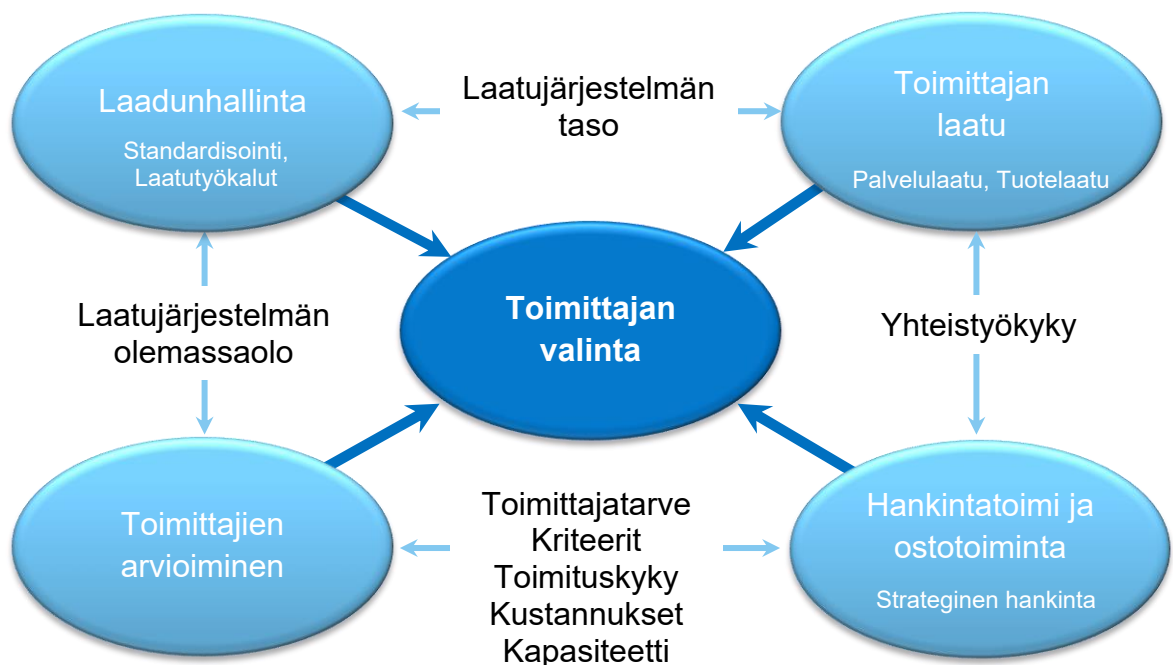 Laadunhallinta
Standardisointi,
Laatutyökalut
Laatujärjestelmän
taso
Toimittajan
laatu
Palvelulaatu, Tuotelaatu
Laatujärjestelmän
olemassaolo
Toimittajan
valinta
Yhteistyökyky
Toimittajien
arvioiminen
Toimittajatarve
Kriteerit
Toimituskyky
Kustannukset
Kapasiteetti
Hankintatoimi ja
ostotoiminta
Strateginen hankinta